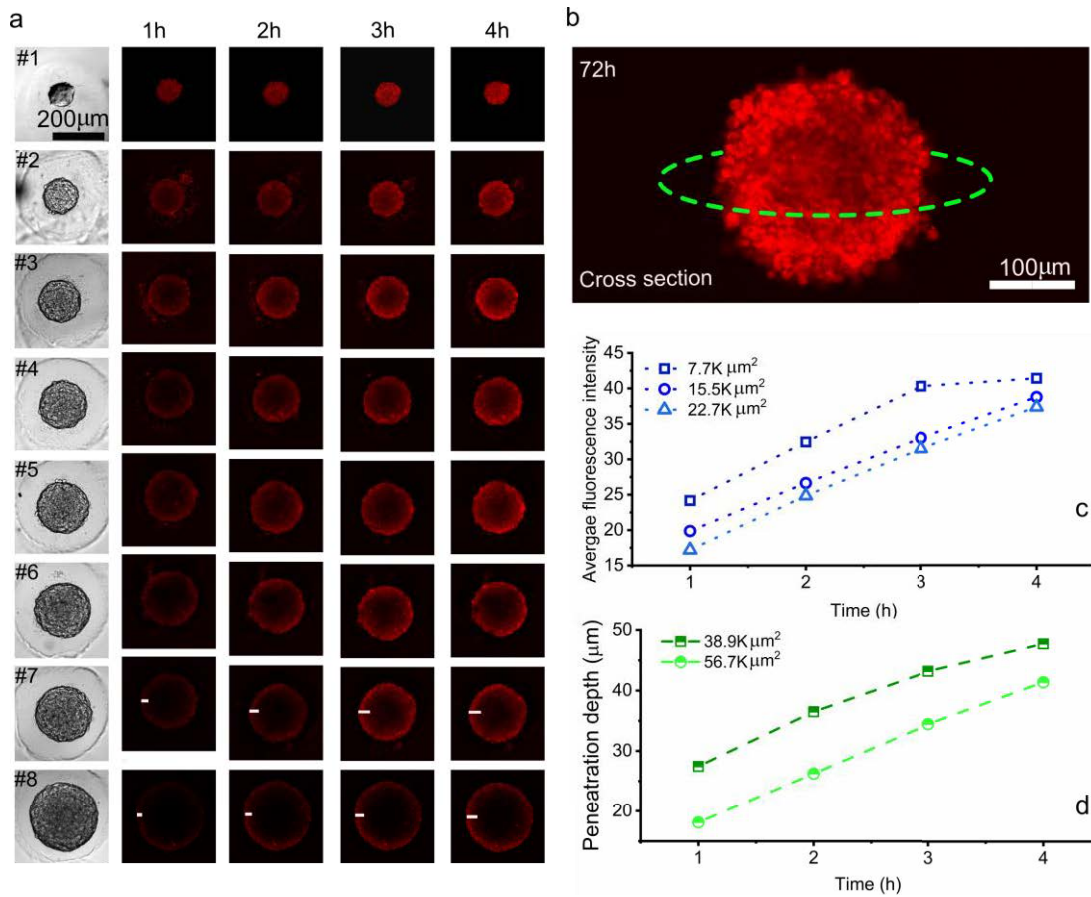 a
1h 2h 3h 4h
#1
200μm
#2
#3
#4
#5
#6
#7
#8
b
72h
Cross section
100μm
c
Avergae fluorescence intensity
45
40
35
30
25
20
15
7.7K μm²
15.5K μm²
22.7K μm²
1 2 3 4
Time (h)
d
Peneatration depth (μm)
50
40
30
20
38.9K μm²
56.7K μm²
1 2 3 4
Time (h)